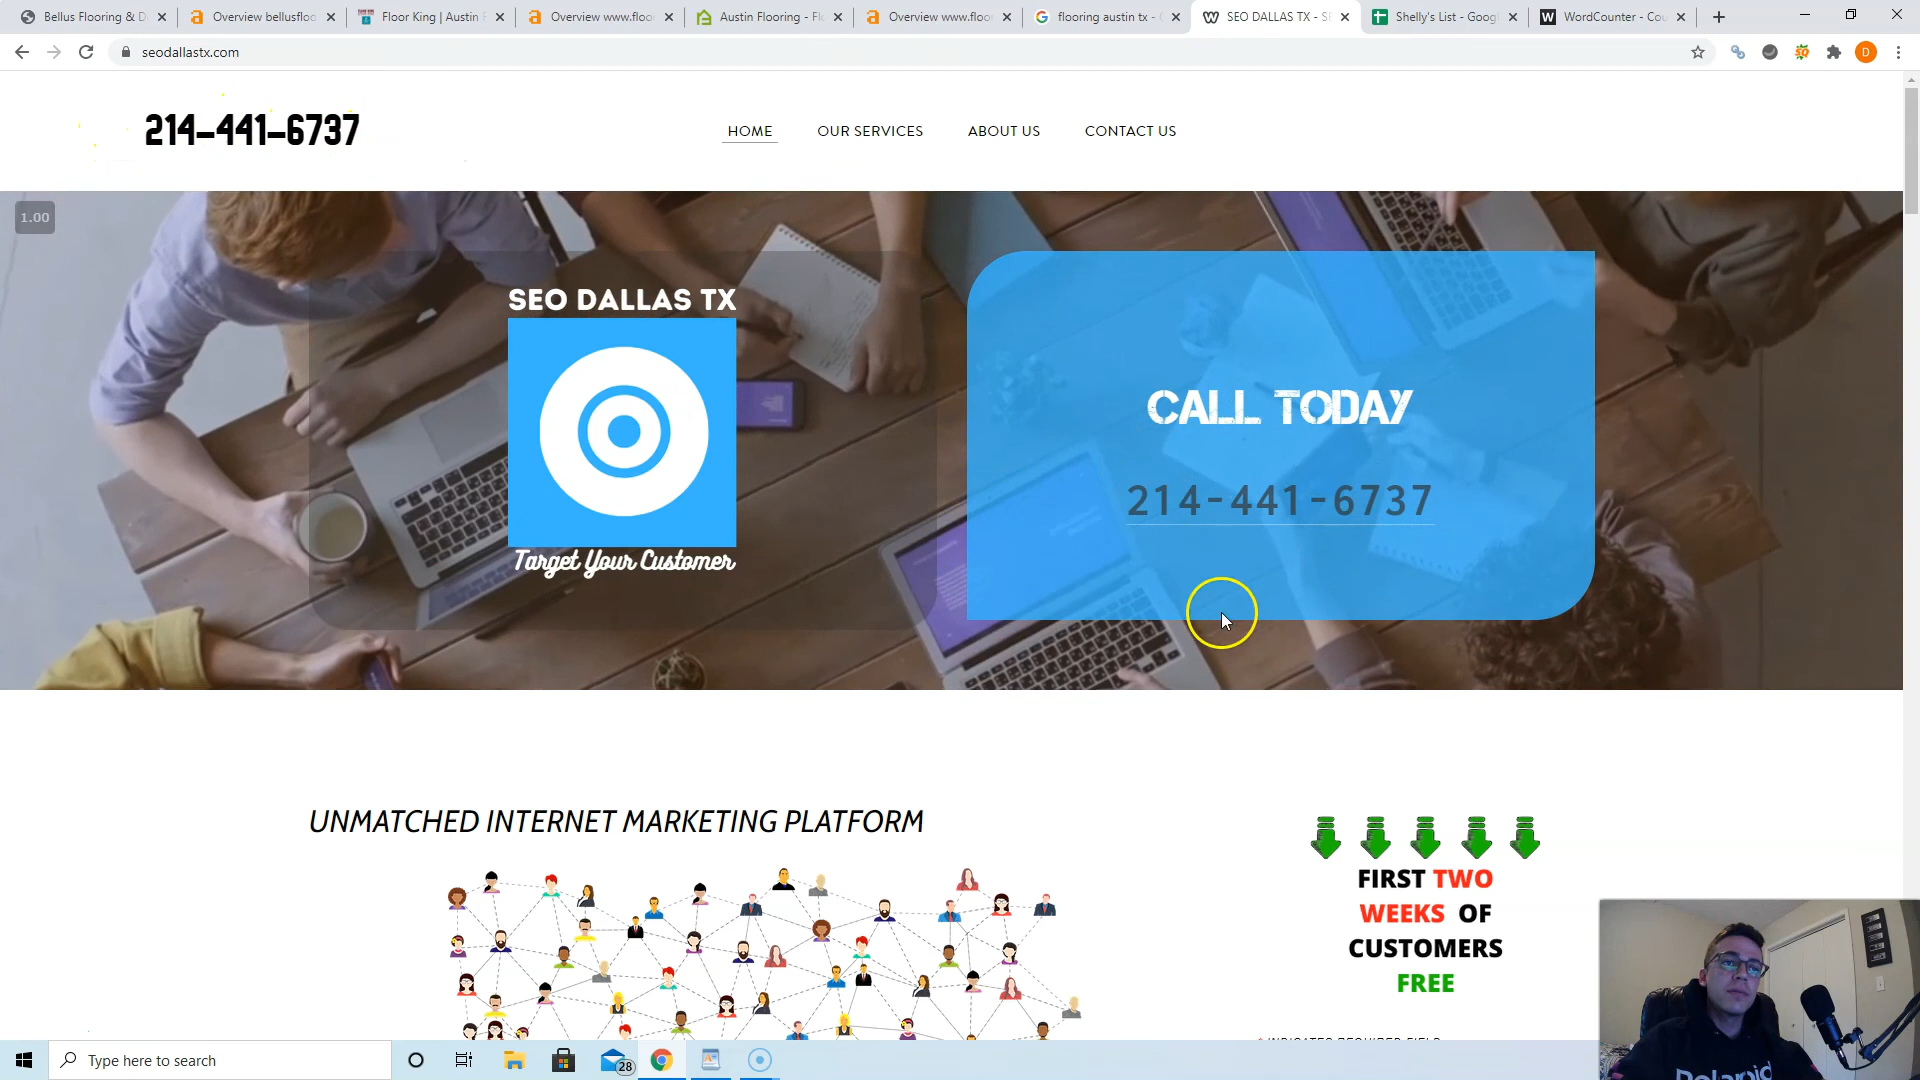 Bellus Flooring & D
Overview bellusfloo
Floor King | Austin
Overview www.floo
Austin Flooring - Fl
Overview www.floo
flooring austin tx -
SEO DALLAS TX - S
Shelly's List - Goog
WordCounter - Cou
seodallastx.com
D
214-441-6737
HOME
OUR SERVICES
ABOUT US
CONTACT US
1.00
SEO DALLAS TX
Target Your Customer
CALL TODAY
214-441-6737
UNMATCHED INTERNET MARKETING PLATFORM
FIRST TWO
WEEKS OF
CUSTOMERS
FREE
Type here to search
28
Polaroid